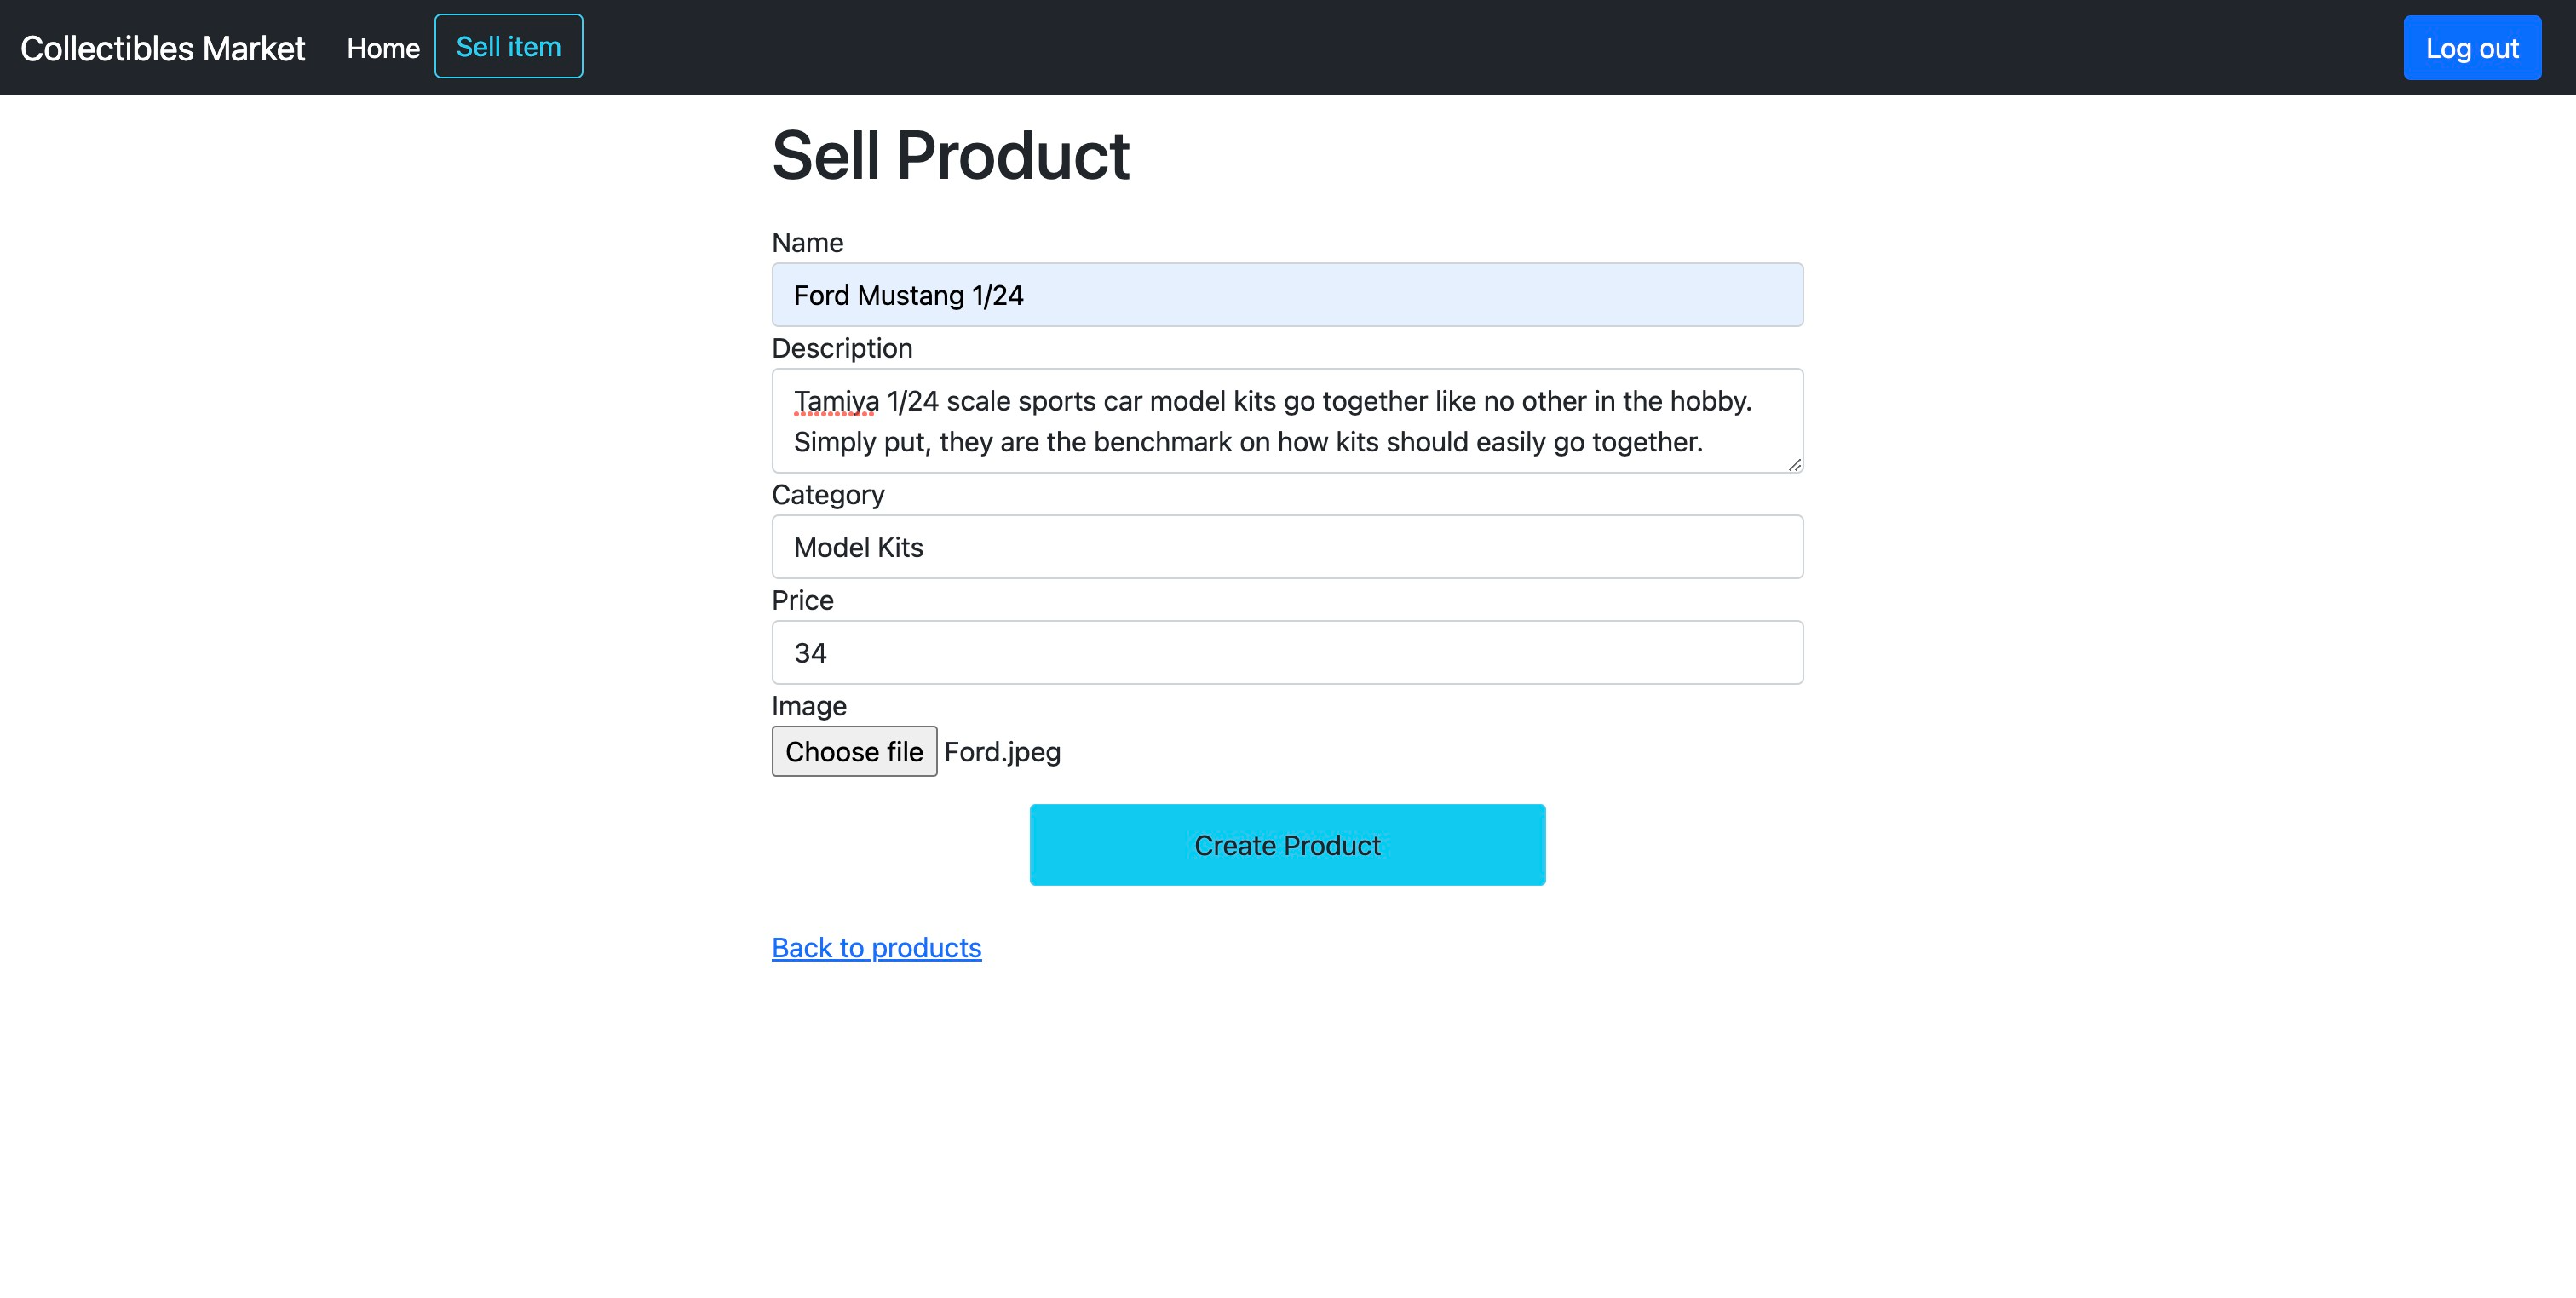 Collectibles Market Home Sell item Log out
Sell Product
Name
Ford Mustang 1/24
Description
Tamiya 1/24 scale sports car model kits go together like no other in the hobby.
Simply put, they are the benchmark on how kits should easily go together.
Category
Model Kits
Price
34
Image
Choose file Ford.jpeg
Create Product
Back to products